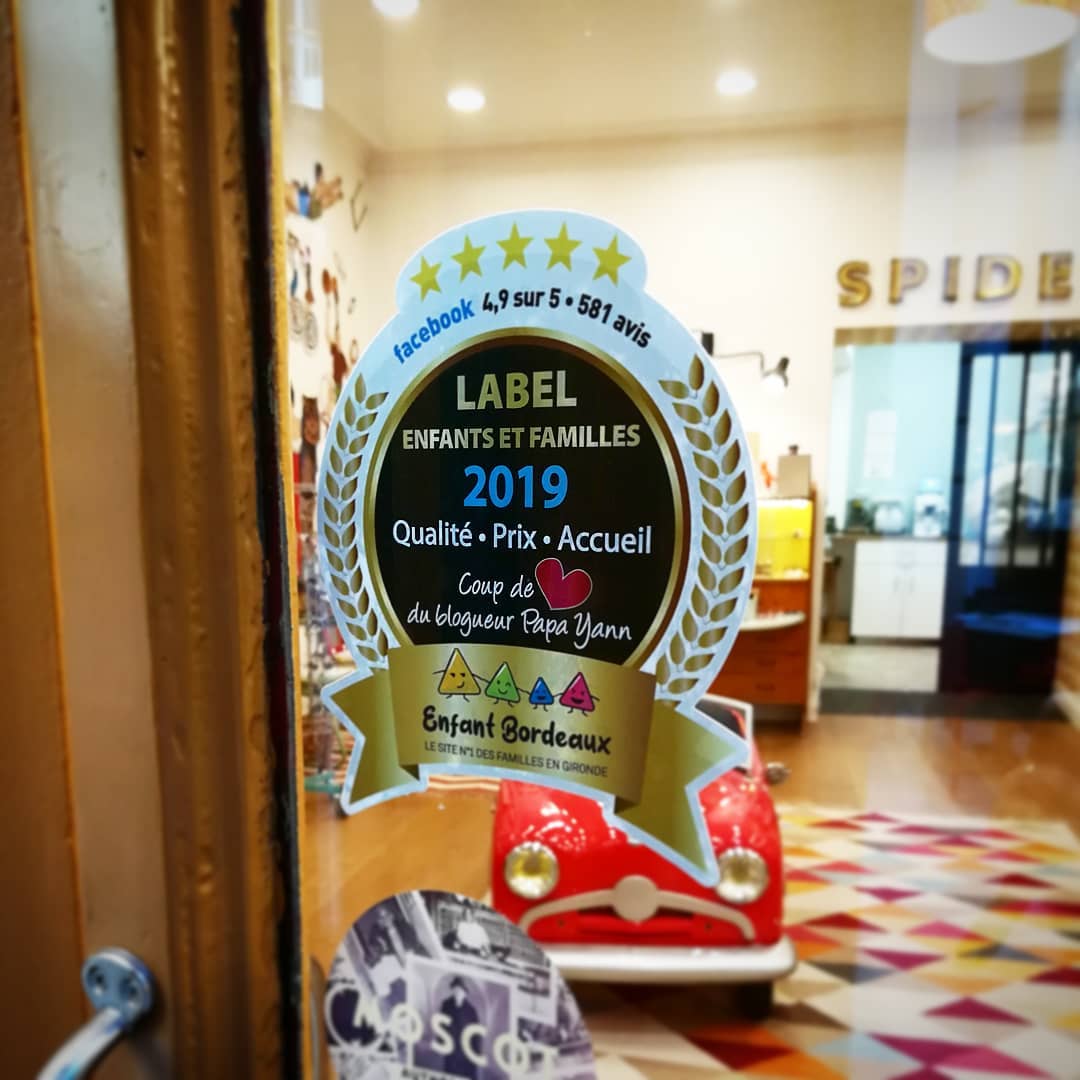 facebook 4,9 sur 5 • 581 avis
LABEL
ENFANTS ET FAMILLES
2019
Qualité • Prix • Accueil
Coup de
du blogueur Papa Yann
Enfant Bordeaux
LE SITE N°1 DES FAMILLES EN GIRONDE
SPIDE
MOSCOT